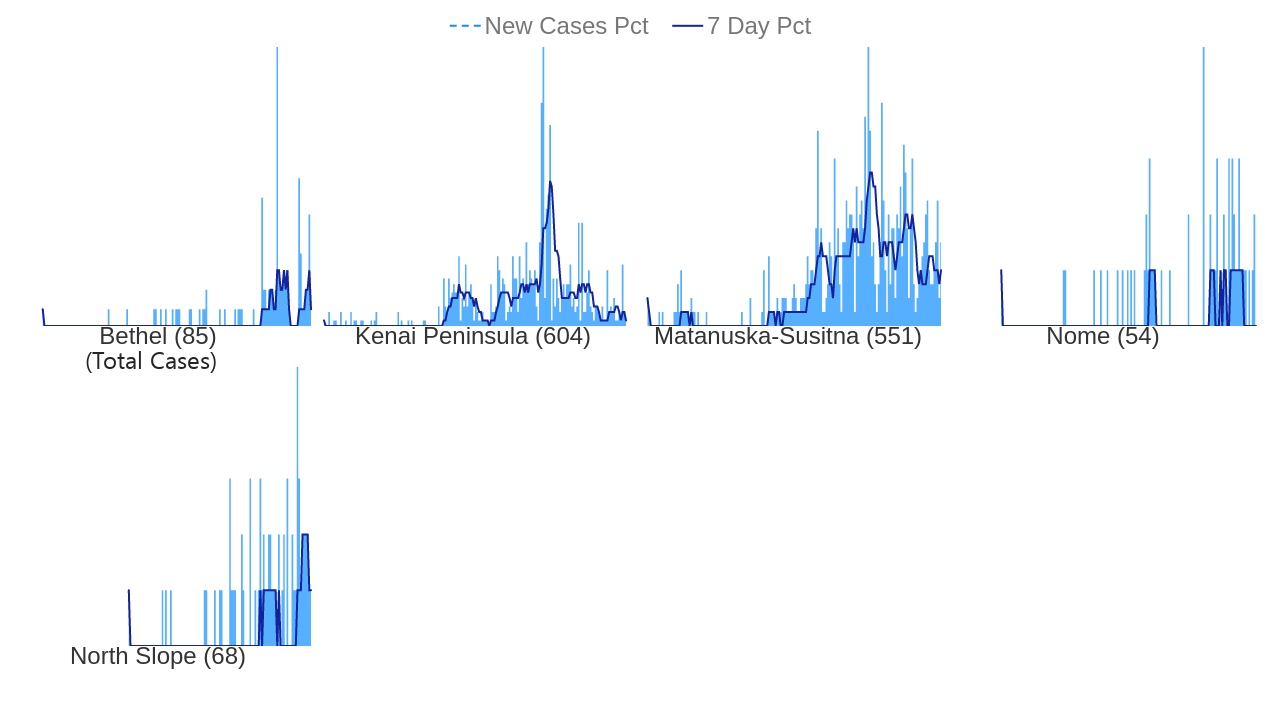 New Cases Pct 7 Day Pct
Bethel (85) Kenai Peninsula (604) Matanuska-Susitna (551) Nome (54)
(Total Cases)
North Slope (68)